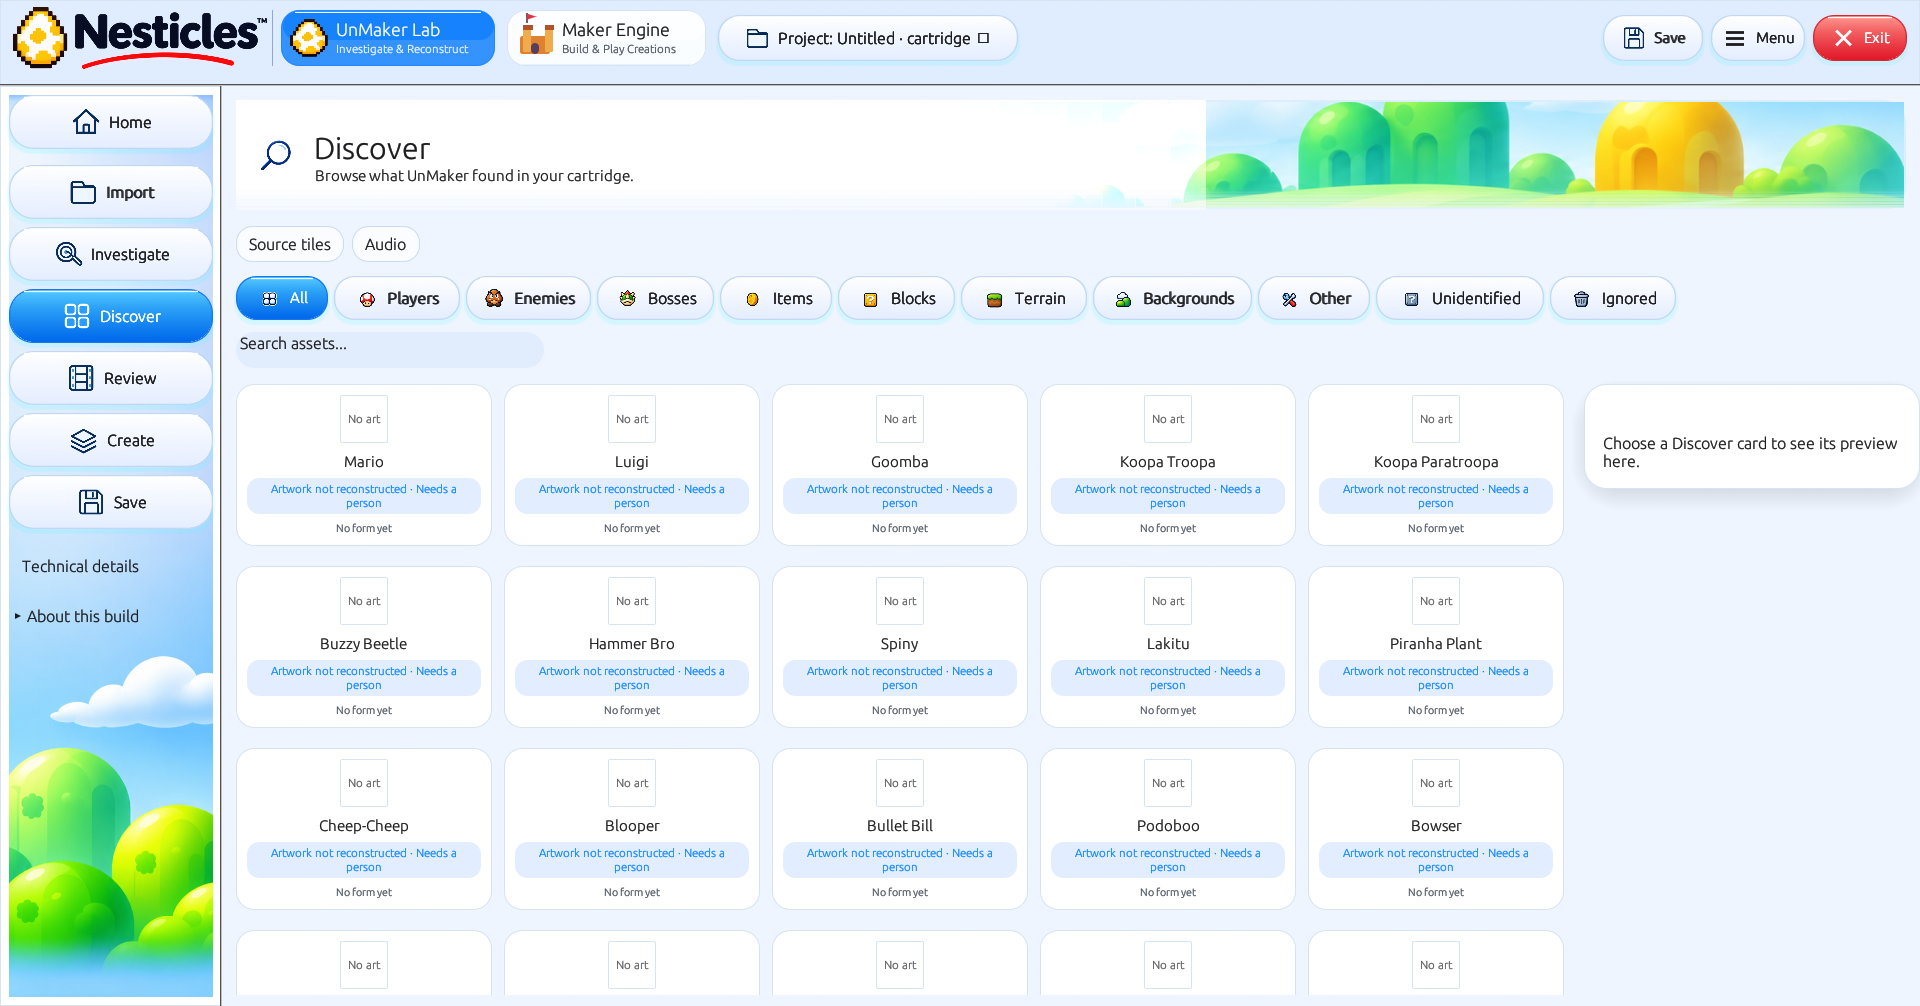 Nesticles™
UnMaker Lab
Investigate & Reconstruct
Maker Engine
Build & Play Creations
Project: Untitled · cartridge
Save
Menu
Exit
Home
Import
Investigate
Discover
Review
Create
Save
Technical details
About this build
Discover
Browse what UnMaker found in your cartridge.
Source tiles
Audio
All
Players
Enemies
Bosses
Items
Blocks
Terrain
Backgrounds
Other
Unidentified
Ignored
Search assets...
No art
Mario
Artwork not reconstructed · Needs a
person
No form yet
No art
Luigi
Artwork not reconstructed · Needs a
person
No form yet
No art
Goomba
Artwork not reconstructed · Needs a
person
No form yet
No art
Koopa Troopa
Artwork not reconstructed · Needs a
person
No form yet
No art
Koopa Paratroopa
Artwork not reconstructed · Needs a
person
No form yet
Choose a Discover card to see its preview
here.
No art
Buzzy Beetle
Artwork not reconstructed · Needs a
person
No form yet
No art
Hammer Bro
Artwork not reconstructed · Needs a
person
No form yet
No art
Spiny
Artwork not reconstructed · Needs a
person
No form yet
No art
Lakitu
Artwork not reconstructed · Needs a
person
No form yet
No art
Piranha Plant
Artwork not reconstructed · Needs a
person
No form yet
No art
Cheep-Cheep
Artwork not reconstructed · Needs a
person
No form yet
No art
Blooper
Artwork not reconstructed · Needs a
person
No form yet
No art
Bullet Bill
Artwork not reconstructed · Needs a
person
No form yet
No art
Podoboo
Artwork not reconstructed · Needs a
person
No form yet
No art
Bowser
Artwork not reconstructed · Needs a
person
No form yet
No art
No art
No art
No art
No art